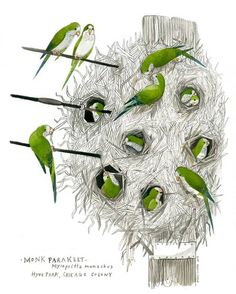 · MONK PARAKEET ·
Myiopsitta monachus
HYDE PARK, CHICAGO COLONY